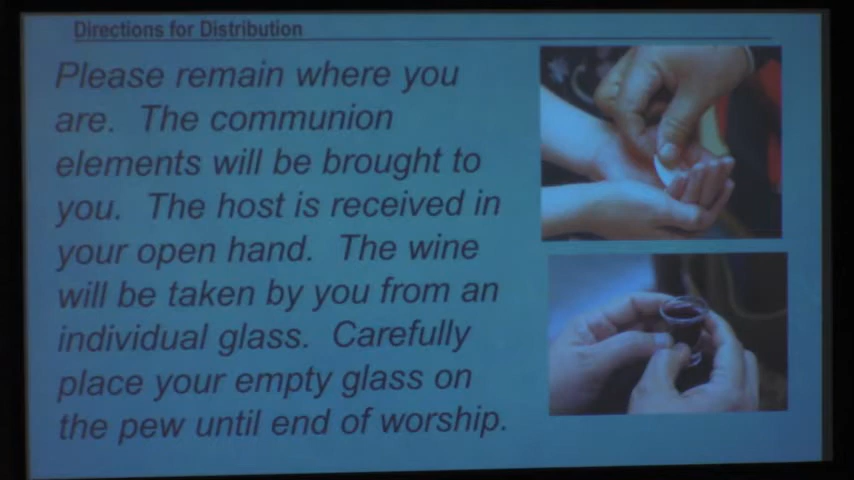 Directions for Distribution
Please remain where you
are. The communion
elements will be brought to
you. The host is received in
your open hand. The wine
will be taken by you from an
individual glass. Carefully
place your empty glass on
the pew until end of worship.